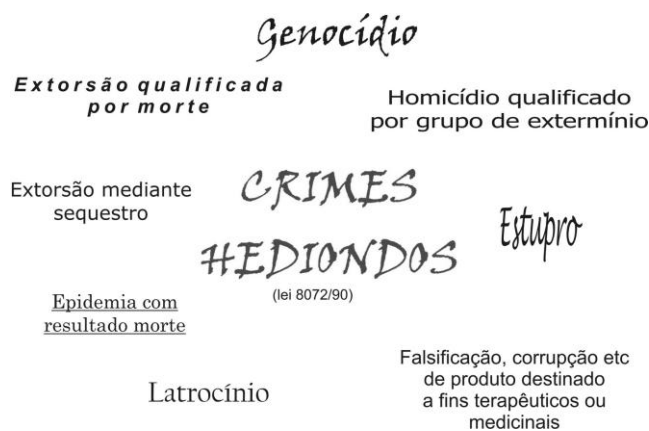 Genocídio
Extorsão qualificada
por morte
Homicídio qualificado
por grupo de extermínio
Extorsão mediante
sequestro
CRIMES
HEDIONDOS
(lei 8072/90)
Estupro
Epidemia com
resultado morte
Latrocínio
Falsificação, corrupção etc
de produto destinado
a fins terapêuticos ou
medicinais